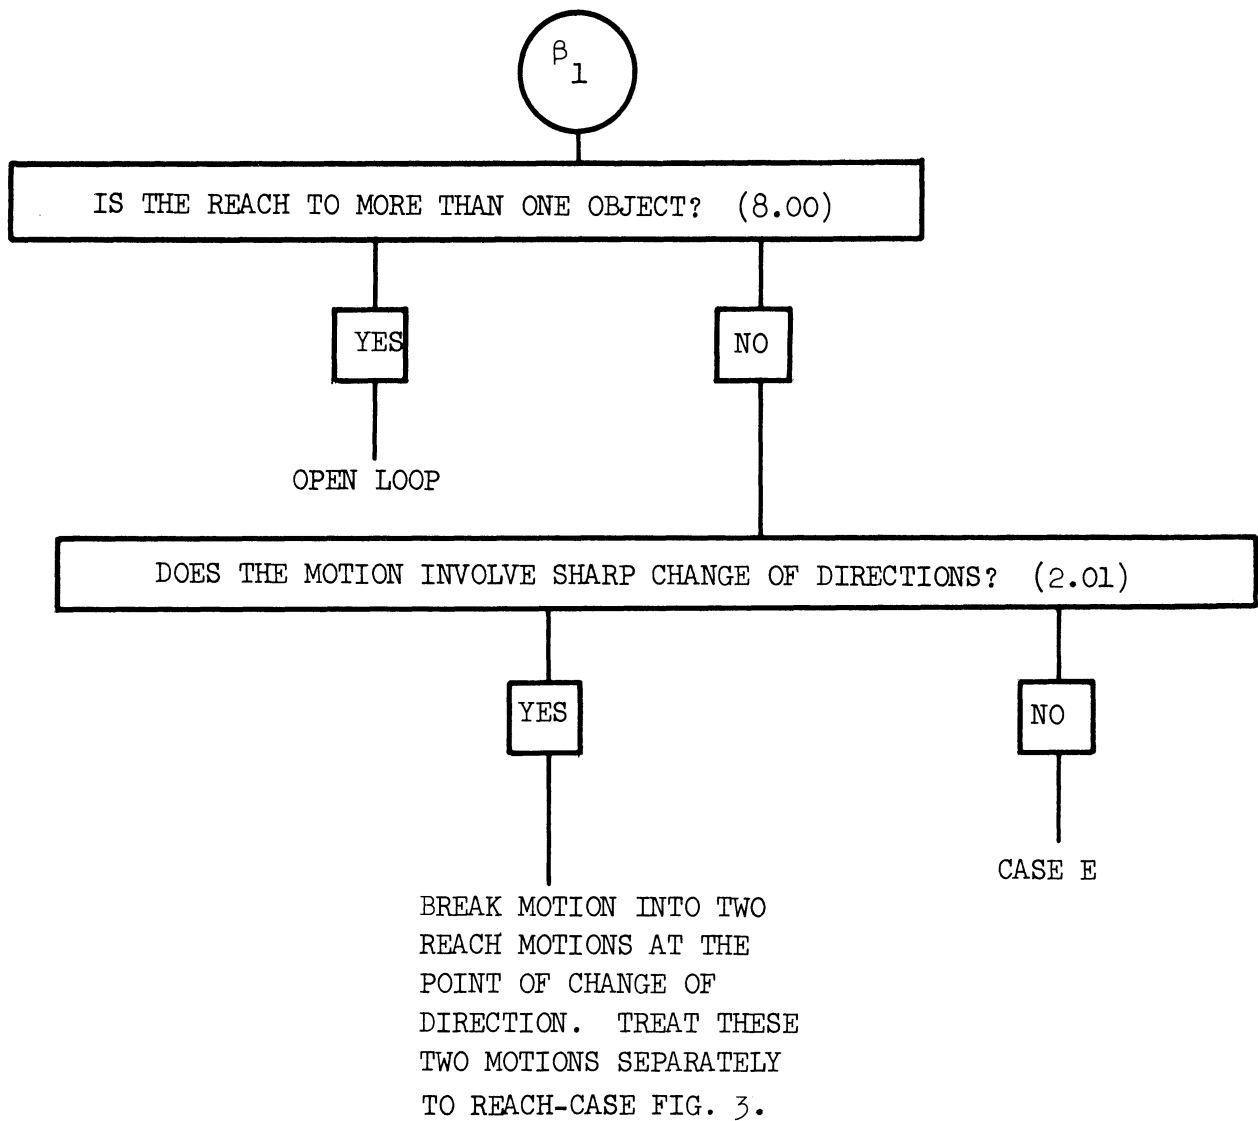 β1
IS THE REACH TO MORE THAN ONE OBJECT? (8.00)
YES
NO
OPEN LOOP
DOES THE MOTION INVOLVE SHARP CHANGE OF DIRECTIONS? (2.01)
YES
NO
CASE E
BREAK MOTION INTO TWO
REACH MOTIONS AT THE
POINT OF CHANGE OF
DIRECTION. TREAT THESE
TWO MOTIONS SEPARATELY
TO REACH-CASE FIG. 3.